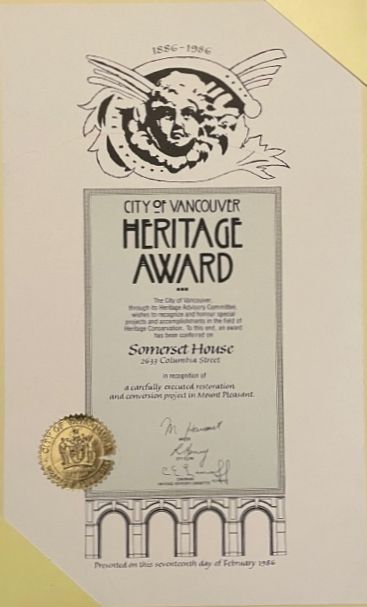 1886-1986
CITY OF VANCOUVER
HERITAGE
AWARD
The City of Vancouver,
through its Heritage Advisory Committee,
wishes to recognize and honour special
projects and accomplishments in the field of
Heritage Conservation. To this end, an award
has been conferred on
Somerset House
2633 Columbia Street
in recognition of
a carefully executed restoration
and conversion project in Mount Pleasant.
MAYOR
CITY CLERK
CHAIRMAN
HERITAGE ADVISORY COMMITTEE
CITY OF VANCOUVER
Presented on this seventeenth day of February 1986